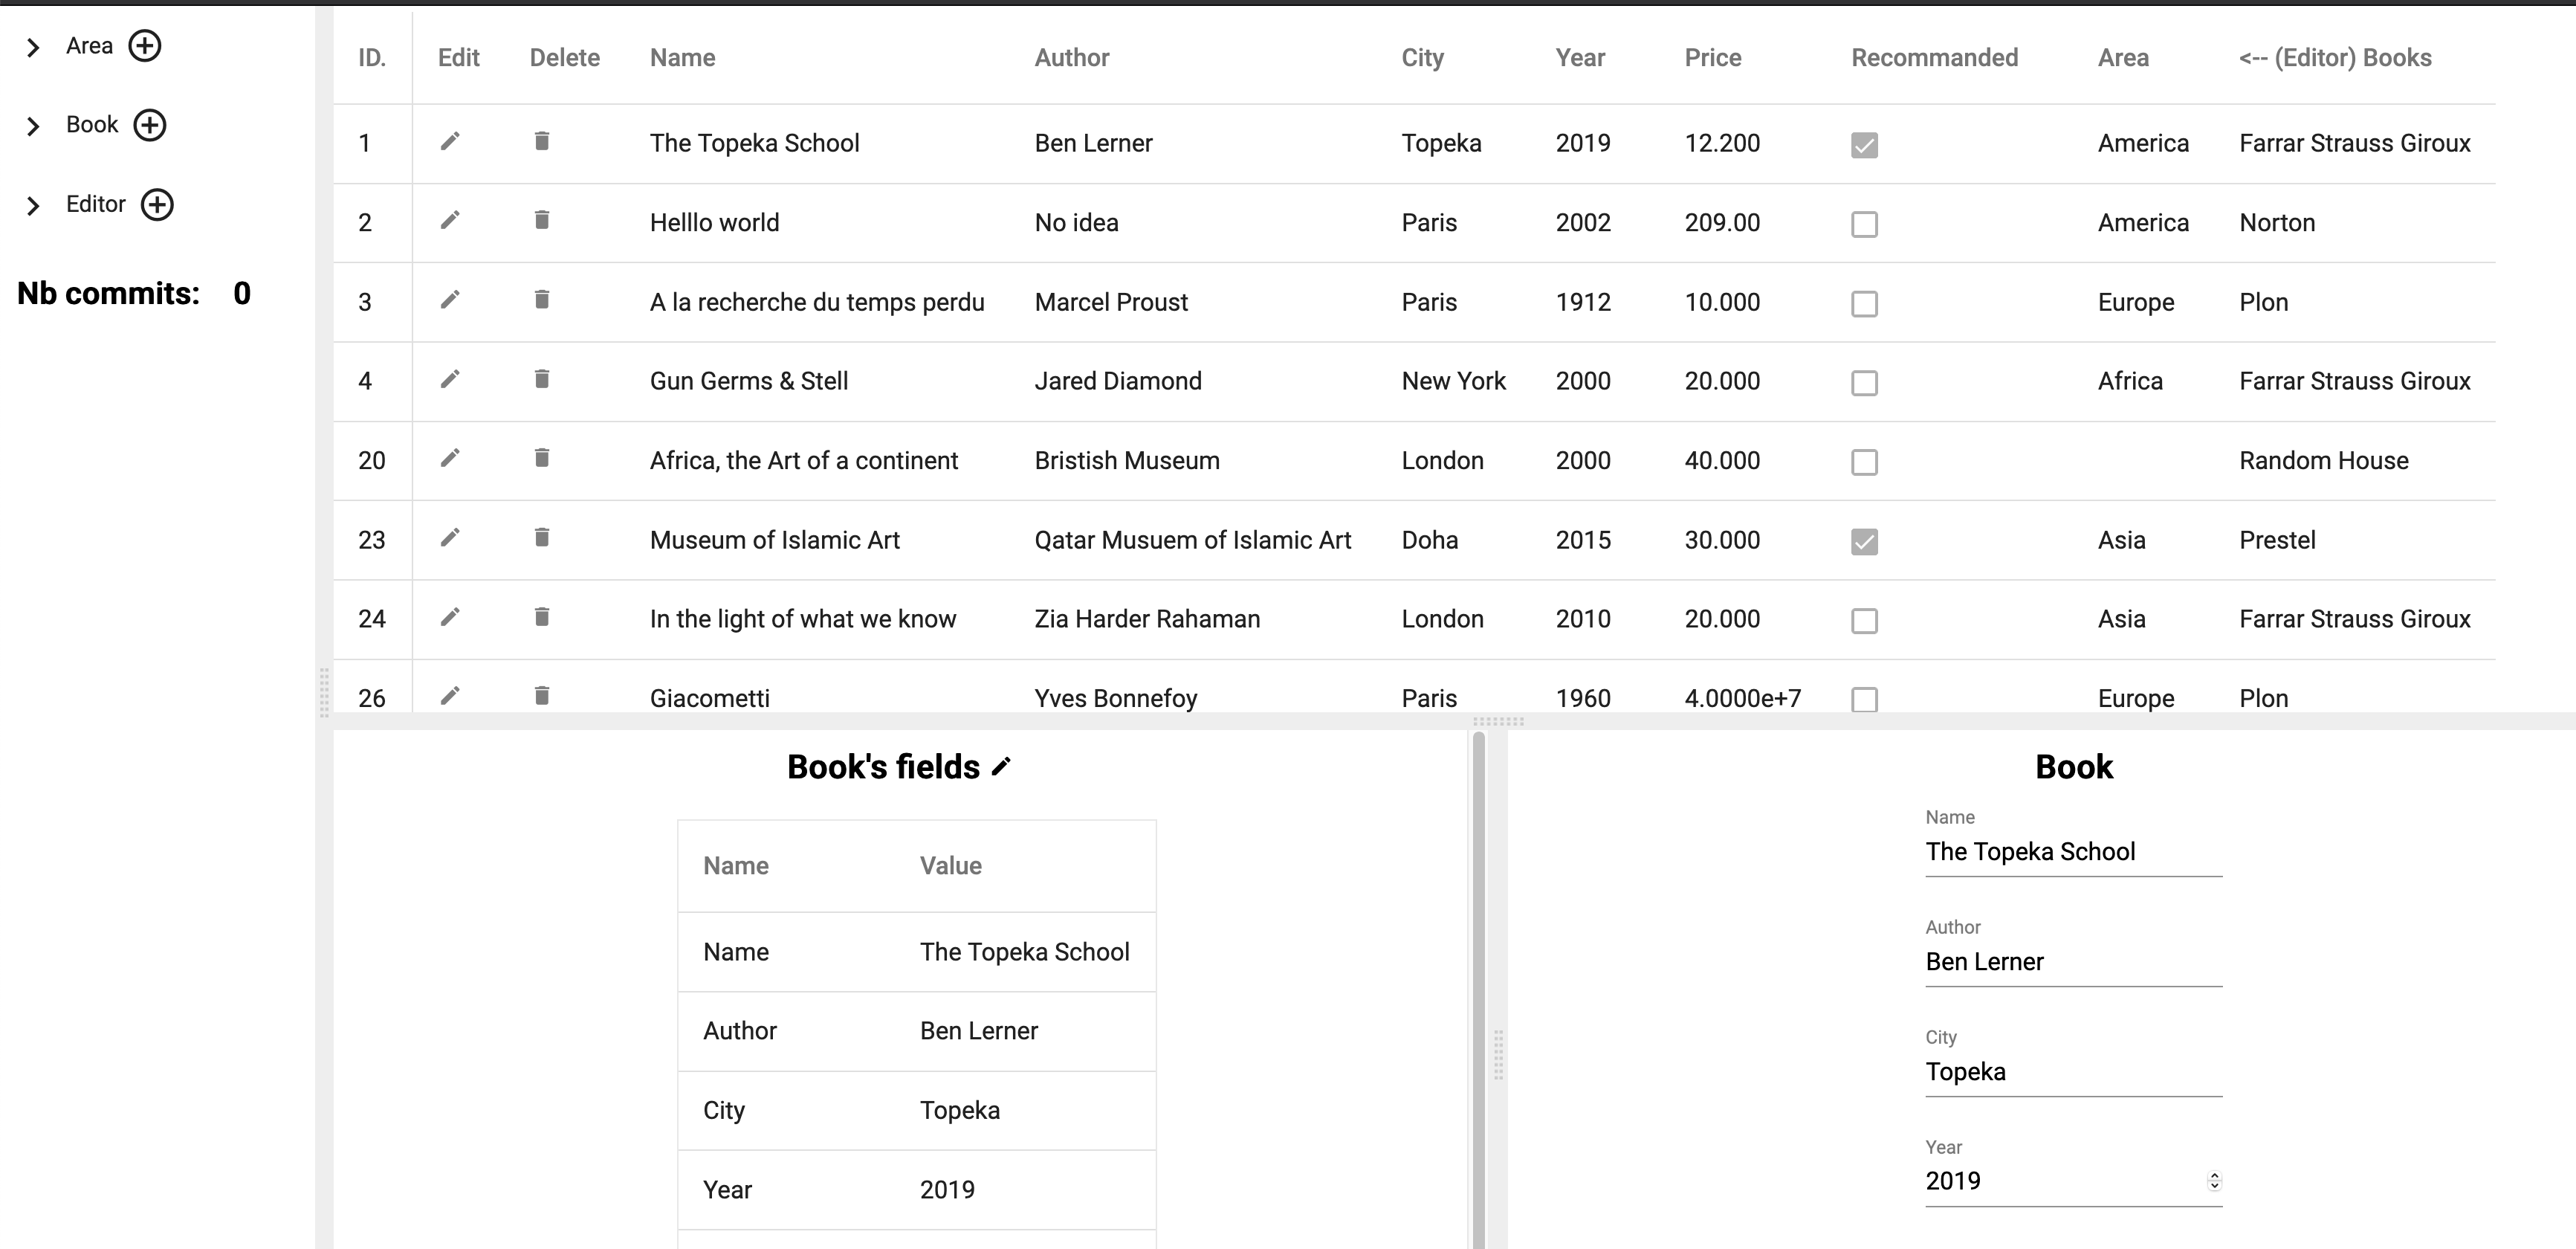 Area
Book
Editor
Nb commits: 0
ID. Edit Delete Name Author City Year Price Recommanded Area <-- (Editor) Books
1 The Topeka School Ben Lerner Topeka 2019 12.200 America Farrar Strauss Giroux
2 Helllo world No idea Paris 2002 209.00 America Norton
3 A la recherche du temps perdu Marcel Proust Paris 1912 10.000 Europe Plon
4 Gun Germs & Stell Jared Diamond New York 2000 20.000 Africa Farrar Strauss Giroux
20 Africa, the Art of a continent Bristish Museum London 2000 40.000 Random House
23 Museum of Islamic Art Qatar Musuem of Islamic Art Doha 2015 30.000 Asia Prestel
24 In the light of what we know Zia Harder Rahaman London 2010 20.000 Asia Farrar Strauss Giroux
26 Giacometti Yves Bonnefoy Paris 1960 4.0000e+7 Europe Plon
Book's fields
Name Value
Name The Topeka School
Author Ben Lerner
City Topeka
Year 2019
Book
Name
The Topeka School
Author
Ben Lerner
City
Topeka
Year
2019